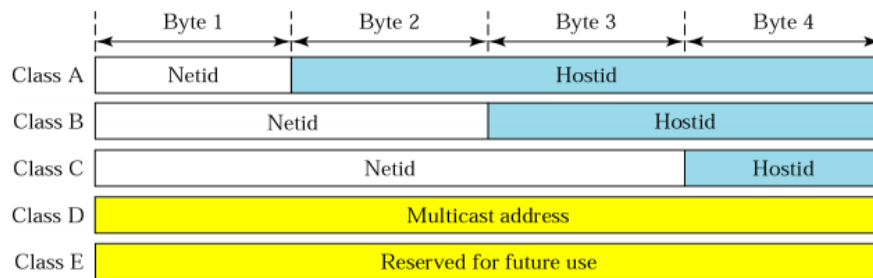 Byte 1 Byte 2 Byte 3 Byte 4
Class A Netid Hostid
Class B Netid Hostid
Class C Netid Hostid
Class D Multicast address
Class E Reserved for future use